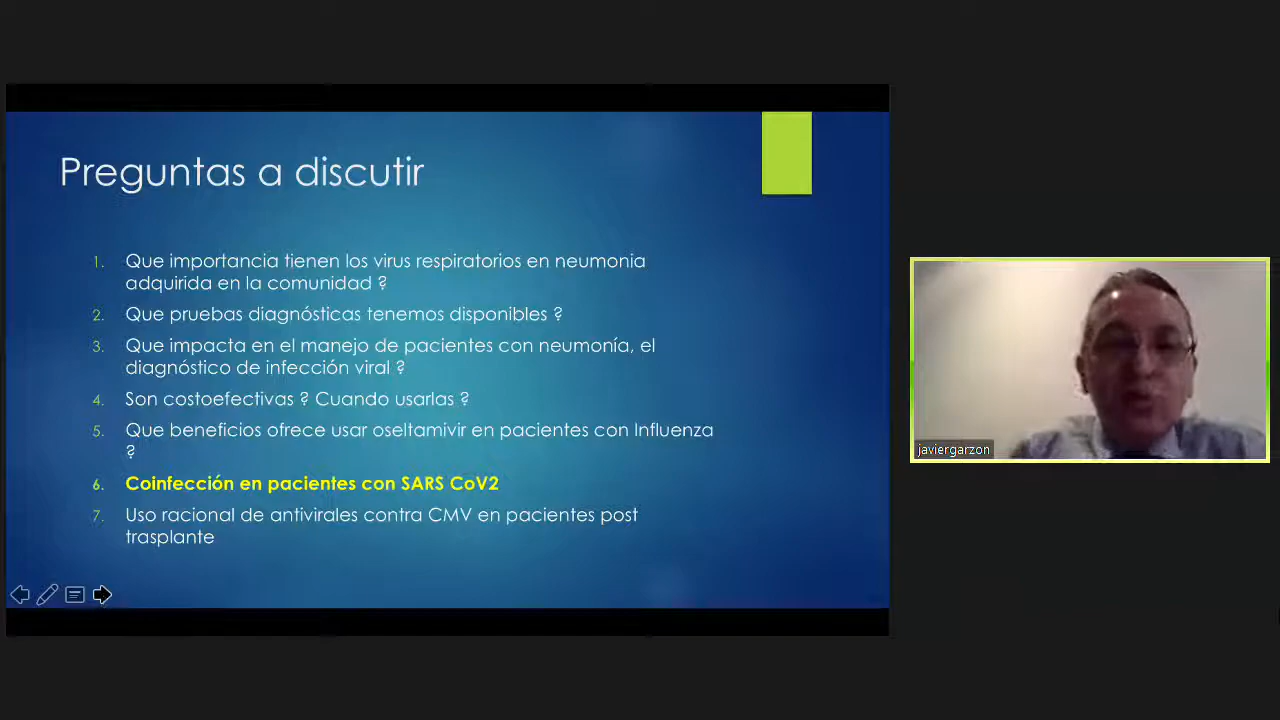 Preguntas a discutir
1. Que importancia tienen los virus respiratorios en neumonia
adquirida en la comunidad ?
2. Que pruebas diagnósticas tenemos disponibles ?
3. Que impacta en el manejo de pacientes con neumonía, el
diagnóstico de infección viral ?
4. Son costoefectivas ? Cuando usarlas ?
5. Que beneficios ofrece usar oseltamivir en pacientes con Influenza
?
6. Coinfección en pacientes con SARS CoV2
7. Uso racional de antivirales contra CMV en pacientes post
trasplante
javiergarzon